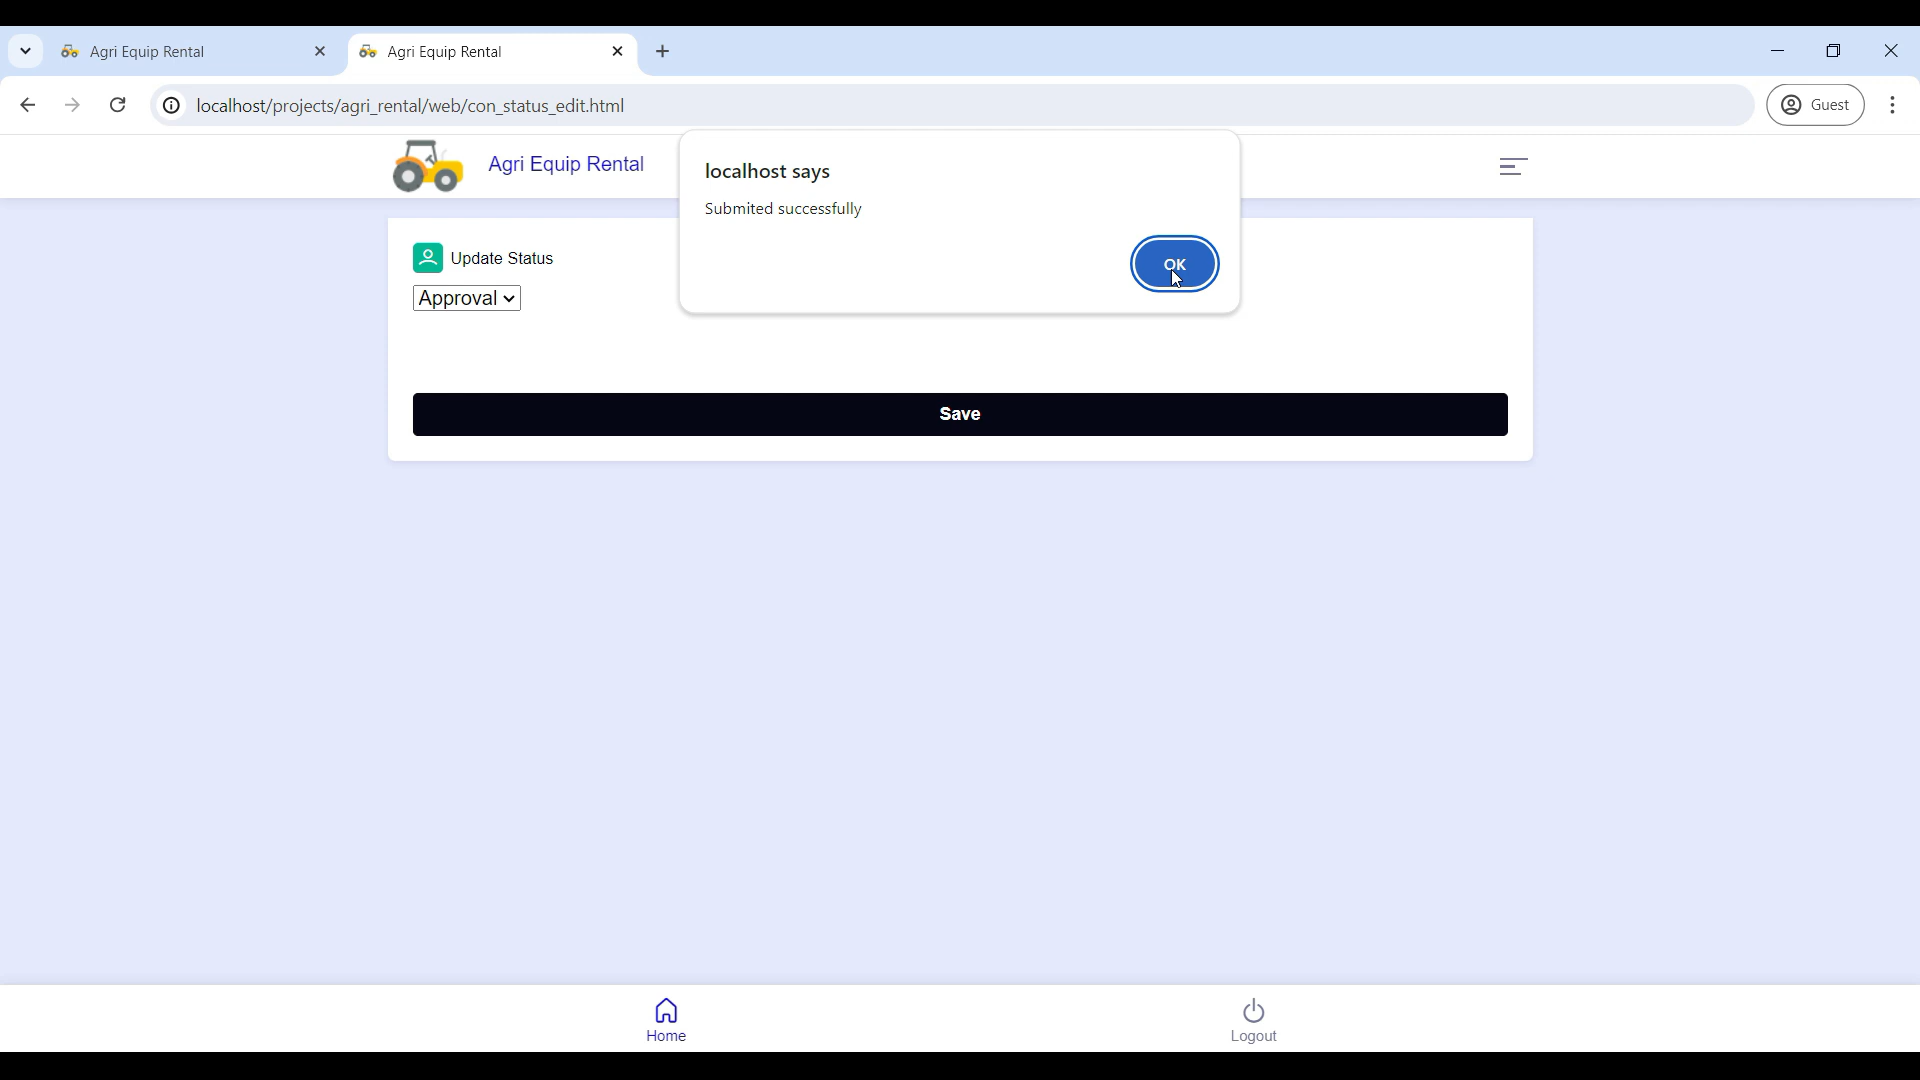 Agri Equip Rental
Agri Equip Rental
localhost/projects/agri_rental/web/con_status_edit.html
Guest
Agri Equip Rental
localhost says
Submited successfully
OK
Update Status
Approval
Save
Home
Logout